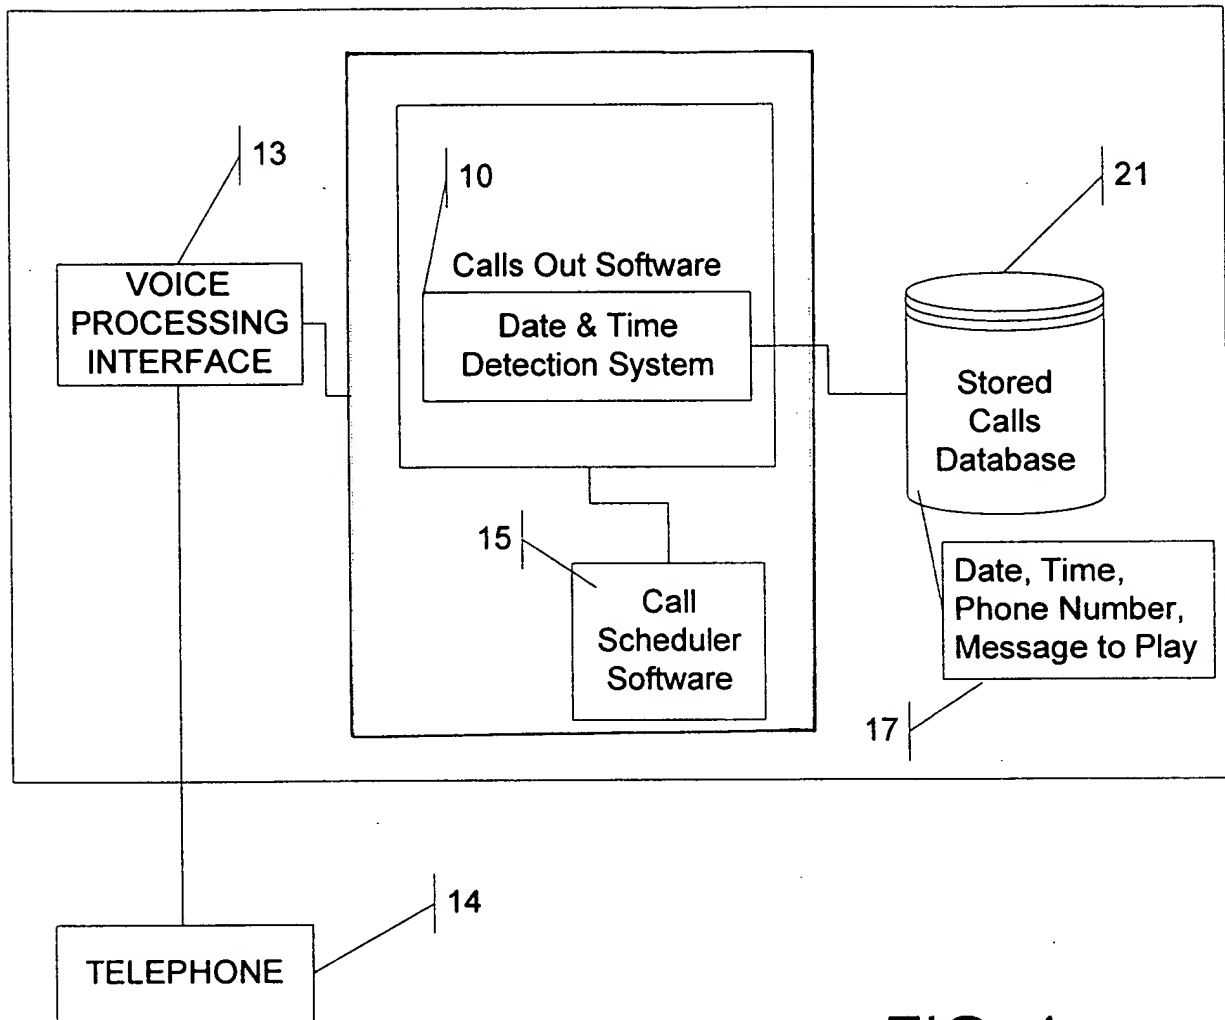 13
10
21
VOICE
PROCESSING
INTERFACE
Calls Out Software
Date & Time
Detection System
Stored
Calls
Database
15
Call
Scheduler
Software
Date, Time,
Phone Number,
Message to Play
17
14
TELEPHONE